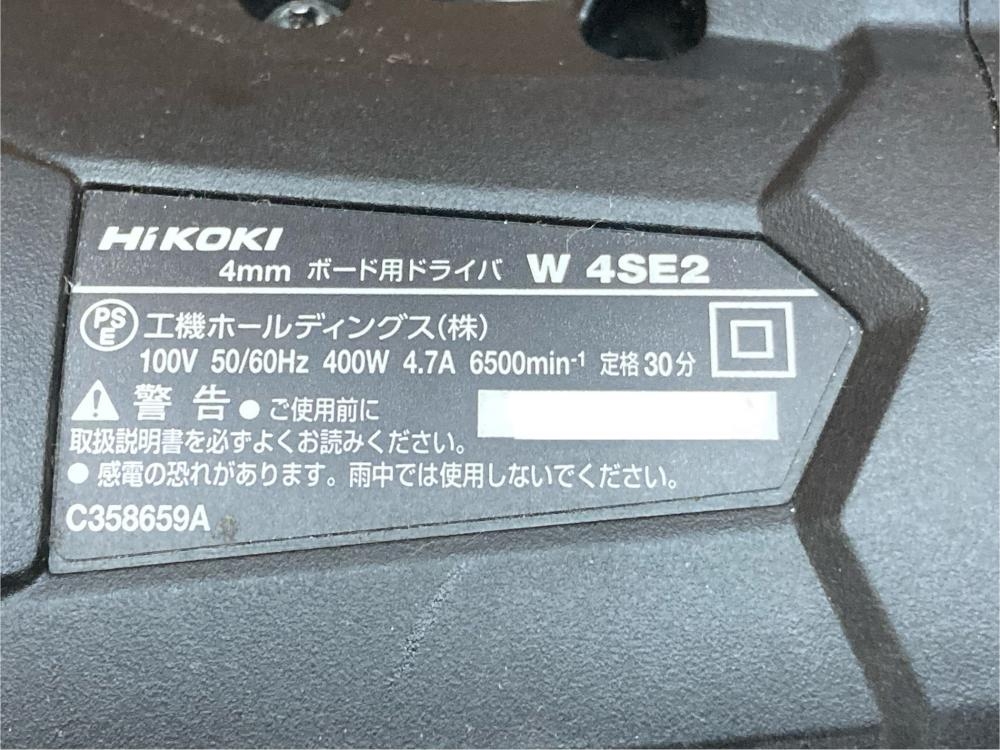 HiKOKI
4mm ボード用ドライバ W 4SE2
PSE 工機ホールディングス(株)
100V 50/60Hz 400W 4.7A 6500min⁻¹ 定格30分
警告 ● ご使用前に
取扱説明書を必ずよくお読みください。
● 感電の恐れがあります。雨中では使用しないでください。
C358659A